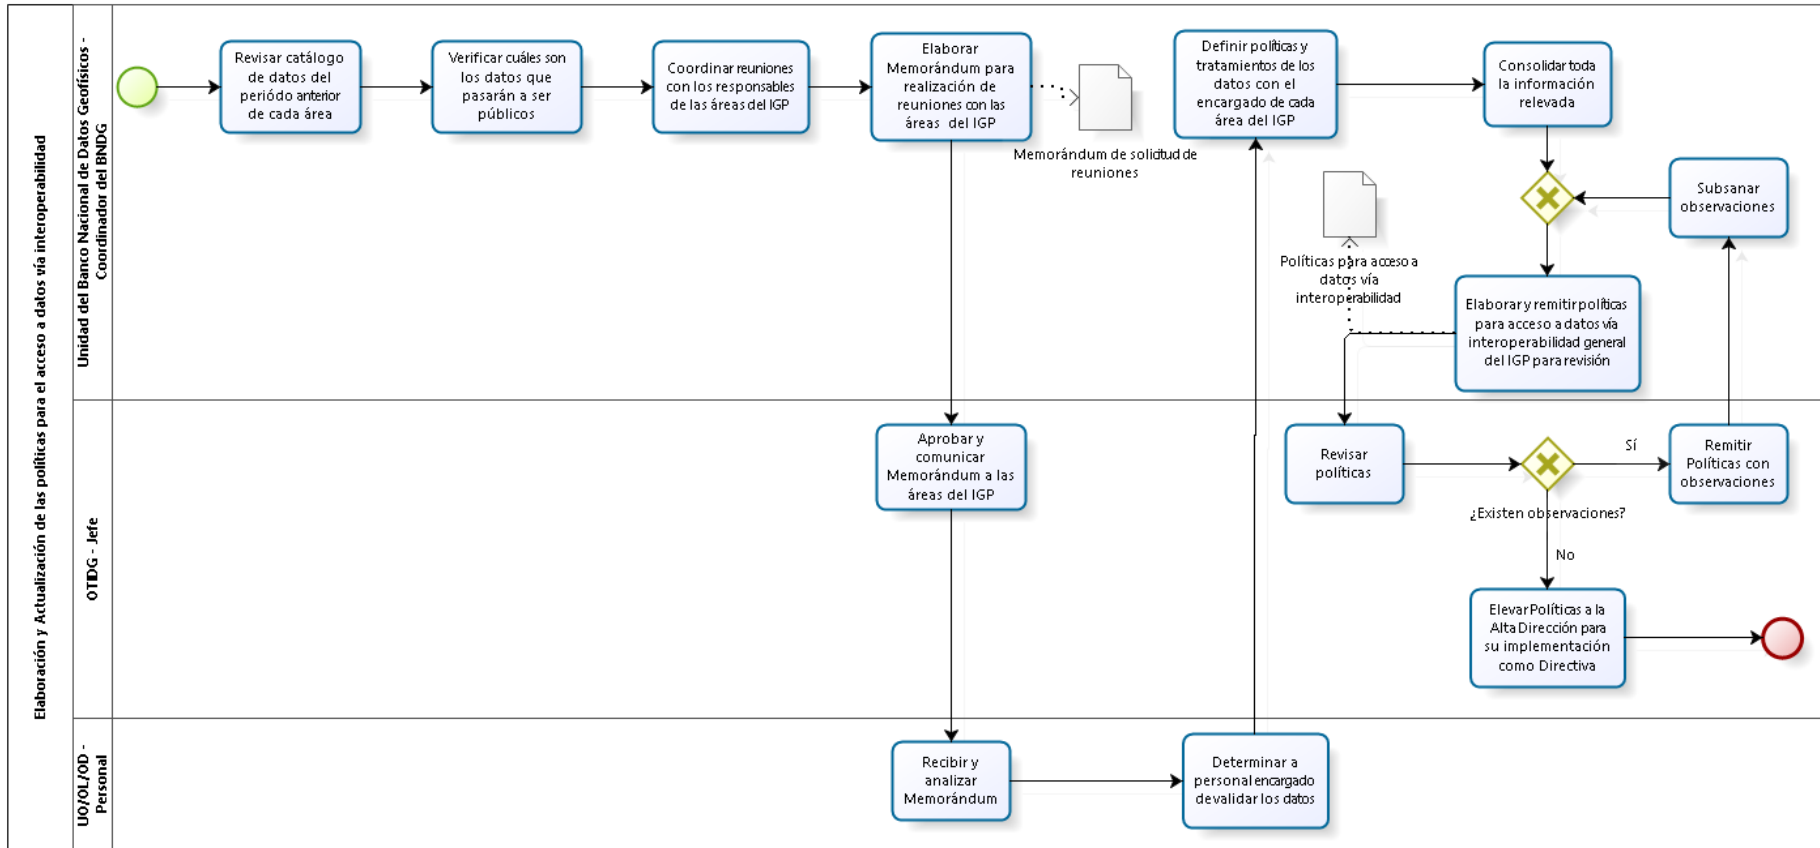 Elaboración y Actualización de las políticas para el acceso a datos vía interoperabilidad
Unidad del Banco Nacional de Datos Geofísicos -
Coordinador del BNDG
Revisar catálogo
de datos del
periódo anterior
de cada área
Verificar cuáles son
los datos que
pasarán a ser
públicos
Coordinar reuniones
con los responsables
de las áreas del IGP
Elaborar
Memorándum para
realización de
reuniones con las
áreas del IGP
Memorándum de solicitud de
reuniones
Definir políticas y
tratamientos de los
datos con el
encargado de cada
área del IGP
Consolidar toda
la información
relevada
Subsanar
observaciones
Políticas para acceso a
datos vía
interoperabilidad
Elaborar y remitir políticas
para acceso a datos vía
interoperabilidad general
del IGP para revisión
OTIDG - Jefe
Aprobar y
comunicar
Memorándum a las
áreas del IGP
Revisar
políticas
¿Existen observaciones?
Sí
No
Remitir
Políticas con
observaciones
Elevar Políticas a la
Alta Dirección para
su implementación
como Directiva
UO/OL/OD -
Personal
Recibir y
analizar
Memorándum
Determinar a
personal encargado
de validar los datos